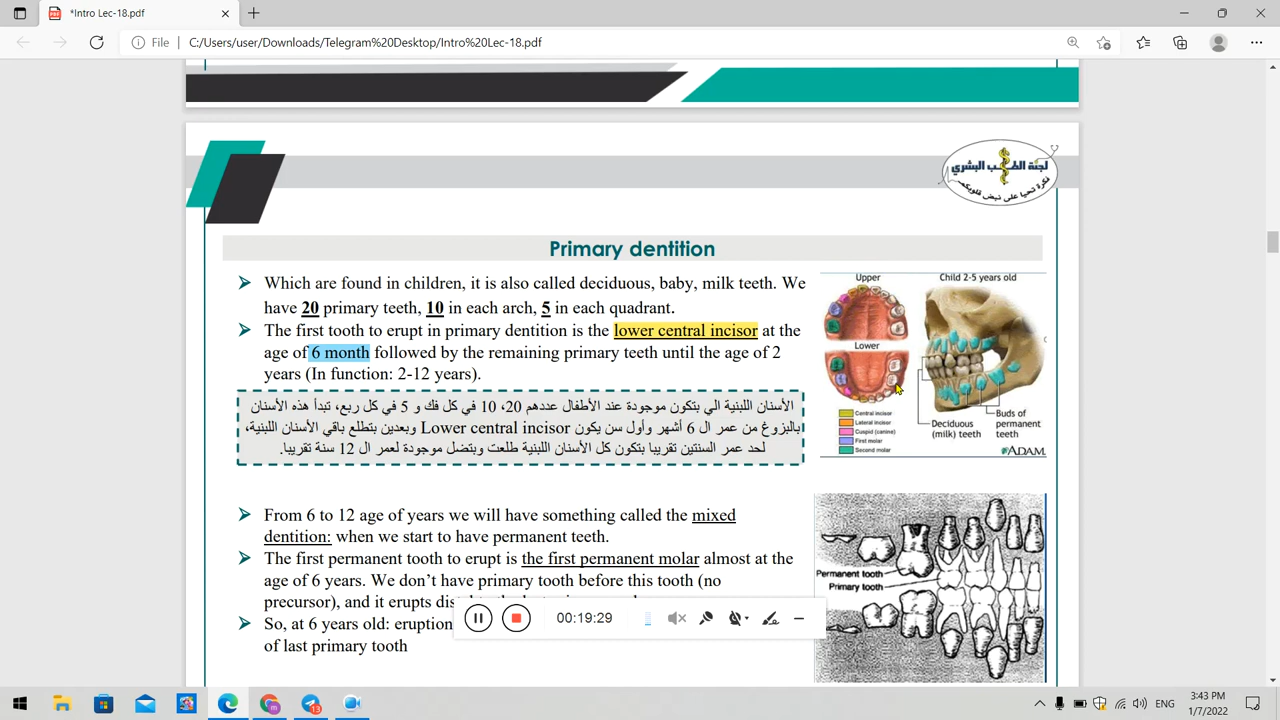 *Intro Lec-18.pdf
File
C:/Users/user/Downloads/Telegram%20Desktop/Intro%20Lec-18.pdf
لجنة الطب البشري
فكرة تحيا على نبض قلوبكم
Primary dentition
Which are found in children, it is also called deciduous, baby, milk teeth. We
have 20 primary teeth, 10 in each arch, 5 in each quadrant.
The first tooth to erupt in primary dentition is the lower central incisor at the
age of 6 month followed by the remaining primary teeth until the age of 2
years (In function: 2-12 years).
الأسنان اللبنية الي بتكون موجودة عند الأطفال عددهم 20، 10 في كل فك و 5 في كل ربع، تبدأ هذه الأسنان
بالبزوغ من عمر ال 6 أشهر وأول سن يكون Lower central incisor وبعدين بتطلع باقي الأسنان اللبنية،
لحد عمر السنتين تقريبا بتكون كل الأسنان اللبنية طلعت وبتضل موجودة لعمر ال 12 سنة تقريبا.
Upper
Child 2-5 years old
Lower
Central incisor
Lateral incisor
Cuspid (canine)
First molar
Second molar
Deciduous
(milk) teeth
Buds of
permanent
teeth
ADAM
From 6 to 12 age of years we will have something called the mixed
dentition: when we start to have permanent teeth.
The first permanent tooth to erupt is the first permanent molar almost at the
age of 6 years. We don't have primary tooth before this tooth (no
precursor), and it erupts
So, at 6 years old: eruption
of last primary tooth
Permanent tooth
Primary tooth
00:19:29
13
ENG
3:43 PM
1/7/2022